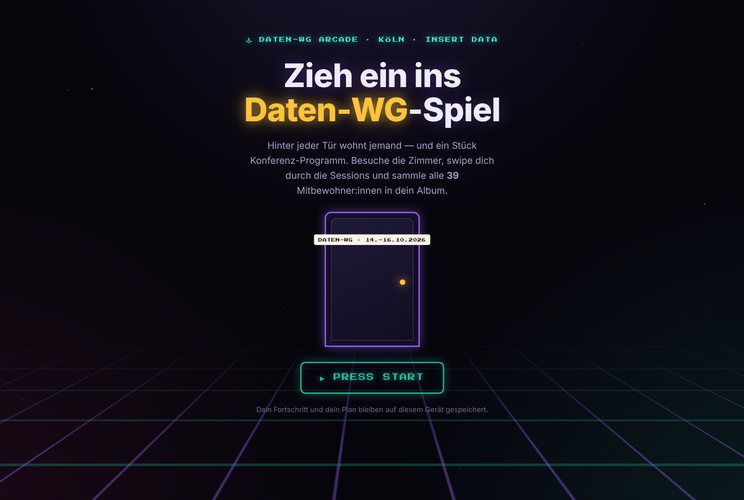 ⚓ DATEN-WG ARCADE · KöLN · INSERT DATA
Zieh ein ins
Daten-WG-Spiel
Hinter jeder Tür wohnt jemand — und ein Stück
Konferenz-Programm. Besuche die Zimmer, swipe dich
durch die Sessions und sammle alle 39
Mitbewohner:innen in dein Album.
DATEN-WG · 14.–16.10.2026
▶ PRESS START
Dein Fortschritt und dein Plan bleiben auf diesem Gerät gespeichert.